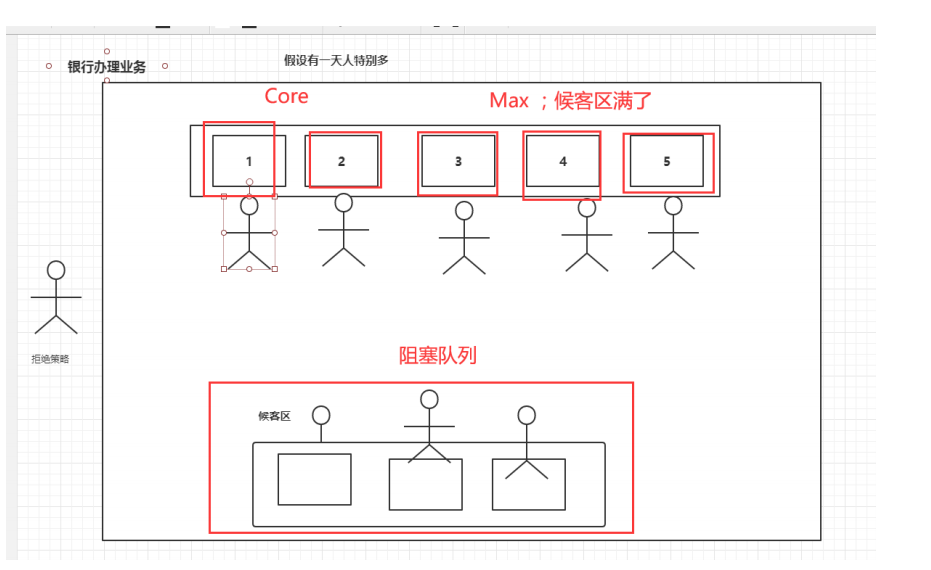 银行办理业务
假设有一天人特别多
Core
Max ；候客区满了
1
2
3
4
5
拒绝策略
阻塞队列
候客区